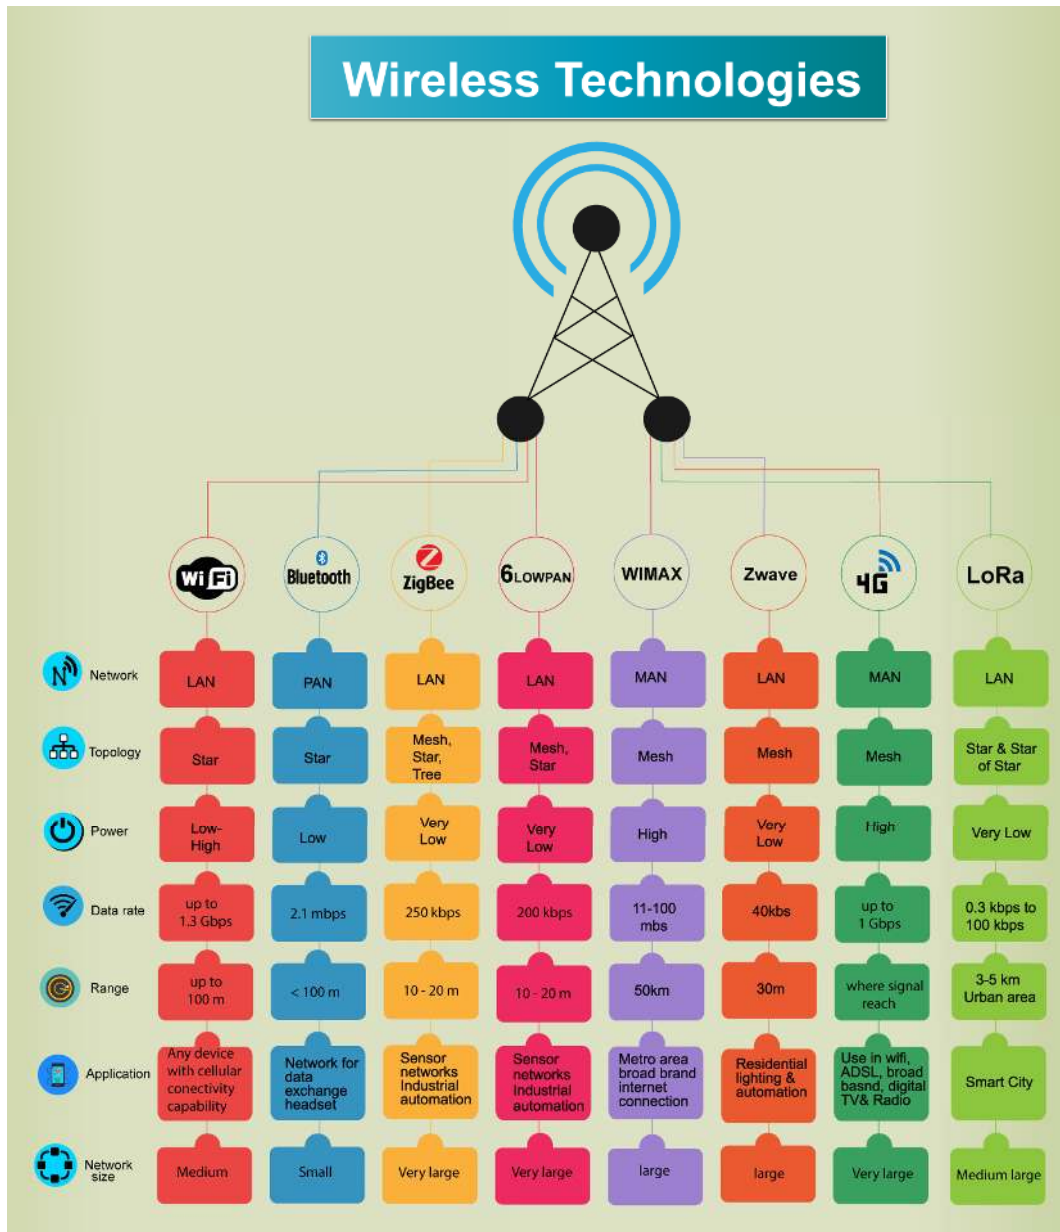 Wireless Technologies
Wi Fi
Bluetooth
ZigBee
6LOWPAN
WIMAX
Zwave
4G
LoRa
Network
LAN
PAN
LAN
LAN
MAN
LAN
MAN
LAN
Topology
Star
Star
Mesh,
Star,
Tree
Mesh,
Star
Mesh
Mesh
Mesh
Star & Star
of Star
Power
Low-
High
Low
Very
Low
Very
Low
High
Very
Low
High
Very Low
Data rate
up to
1.3 Gbps
2.1 mbps
250 kbps
200 kbps
11-100
mbs
40kbs
up to
1 Gbps
0.3 kbps to
100 kbps
Range
up to
100 m
< 100 m
10 - 20 m
10 - 20 m
50km
30m
where signal
reach
3-5 km
Urban area
Application
Any device
with cellular
conectivity
capability
Network for
data
exchange
headset
Sensor
networks
Industrial
automation
Sensor
networks
Industrial
automation
Metro area
broad brand
internet
connection
Residential
lighting &
automation
Use in wifi,
ADSL, broad
basnd, digital
TV& Radio
Smart City
Network
size
Medium
Small
Very large
Very large
large
large
Very large
Medium large